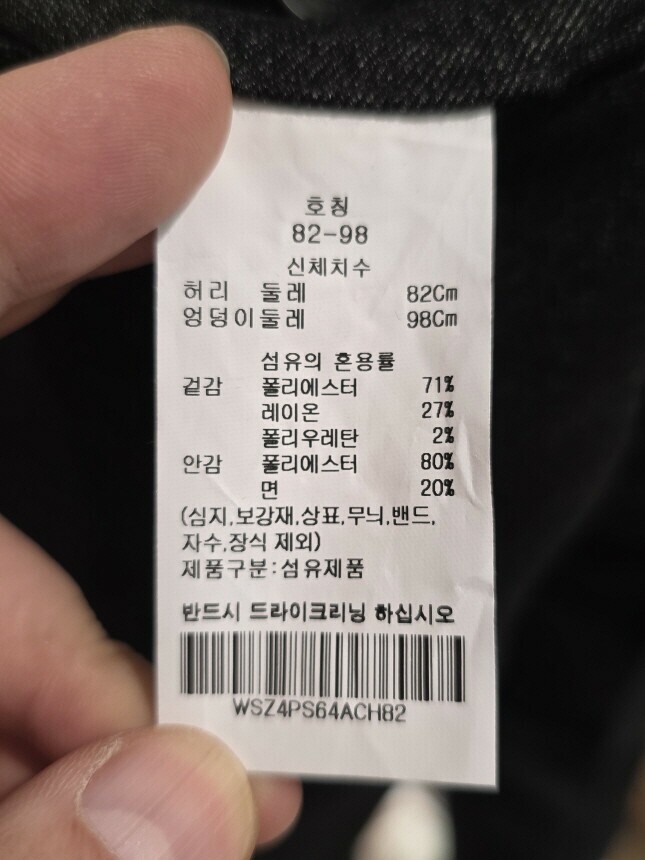 호칭
82-98
신체치수
허리 둘레 82Cm
엉덩이둘레 98Cm
섬유의 혼용률
겉감 폴리에스터 71%
레이온 27%
폴리우레탄 2%
안감 폴리에스터 80%
면 20%
(심지,보강재,상표,무늬,밴드,
자수,장식 제외)
제품구분:섬유제품
반드시 드라이크리닝 하십시오
WSZ4PS64ACH82